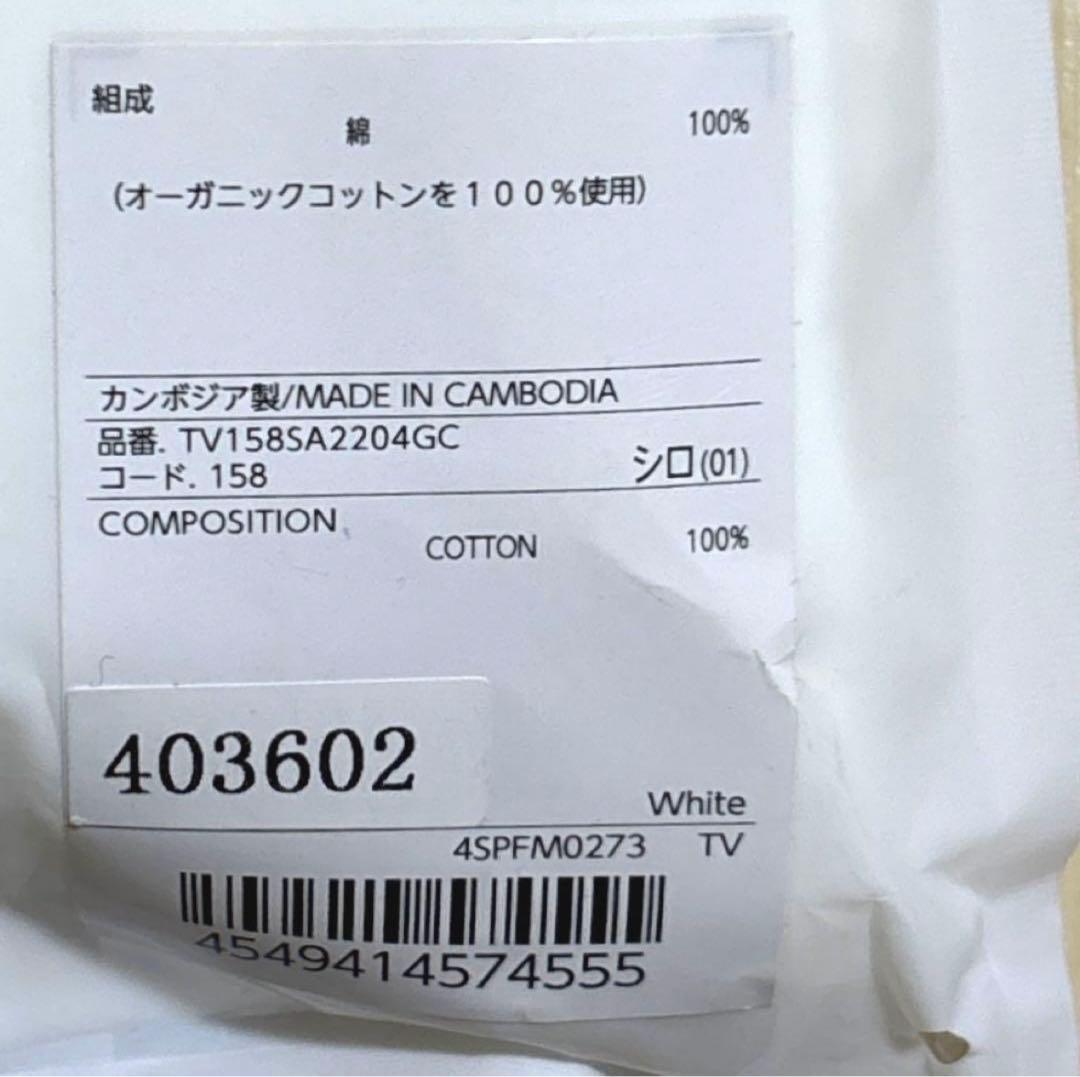 組成
綿 100%
(オーガニックコットンを１００%使用)
カンボジア製/MADE IN CAMBODIA
品番. TV158SA2204GC
コード. 158 シロ(01)
COMPOSITION
COTTON 100%
403602
White
4SPFM0273 TV
4549414574555